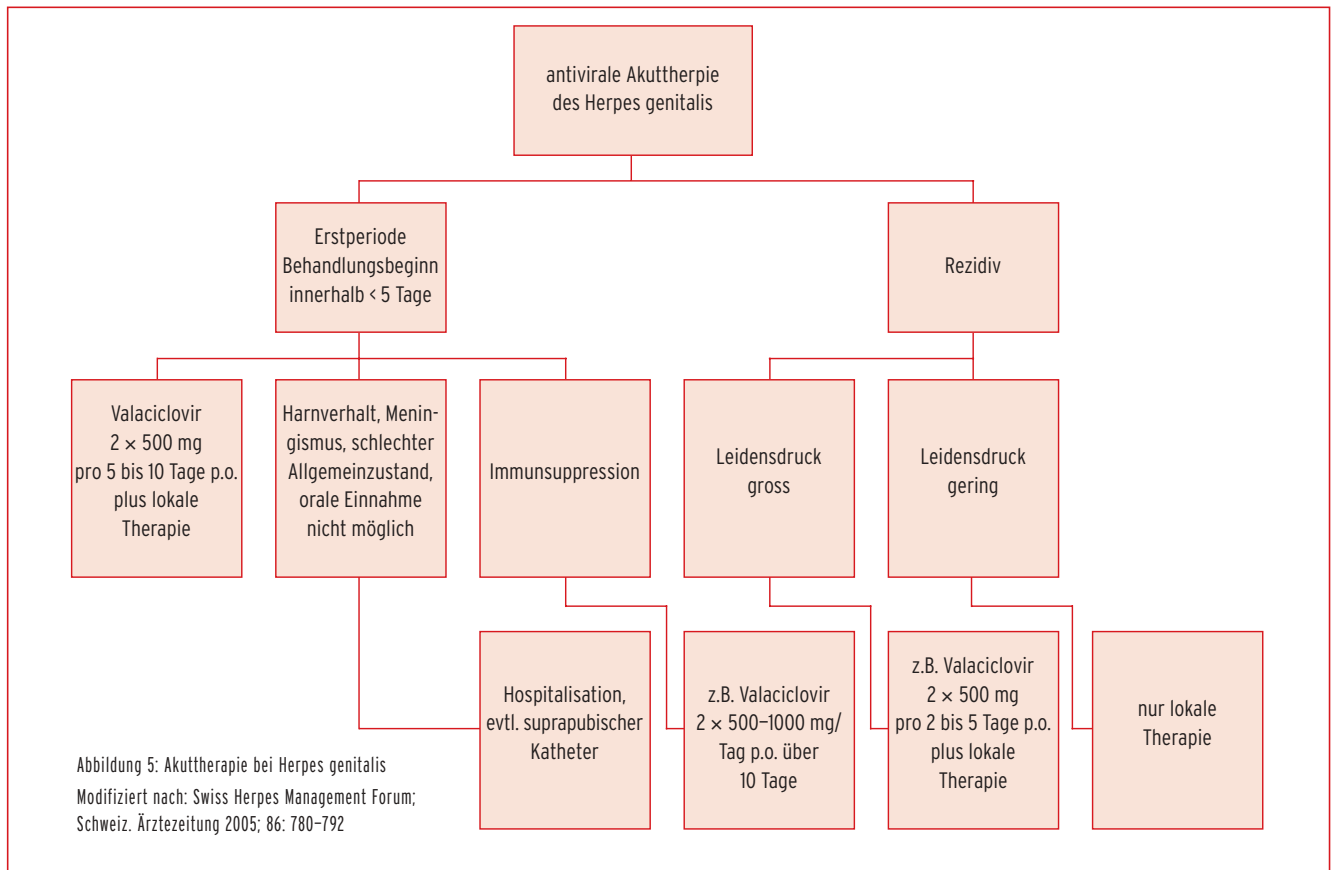 antivirale Akuttherpie
des Herpes genitalis
Erstperiode
Behandlungsbeginn
innerhalb < 5 Tage
Rezidiv
Valaciclovir
2 × 500 mg
pro 5 bis 10 Tage p.o.
plus lokale
Therapie
Harnverhalt, Menin-
gismus, schlechter
Allgemeinzustand,
orale Einnahme
nicht möglich
Immunsuppression
Leidensdruck
gross
Leidensdruck
gering
Hospitalisation,
evtl. suprapubischer
Katheter
z.B. Valaciclovir
2 × 500–1000 mg/
Tag p.o. über
10 Tage
z.B. Valaciclovir
2 × 500 mg
pro 2 bis 5 Tage p.o.
plus lokale
Therapie
nur lokale
Therapie
Abbildung 5: Akuttherapie bei Herpes genitalis
Modifiziert nach: Swiss Herpes Management Forum;
Schweiz. Ärztezeitung 2005; 86: 780–792